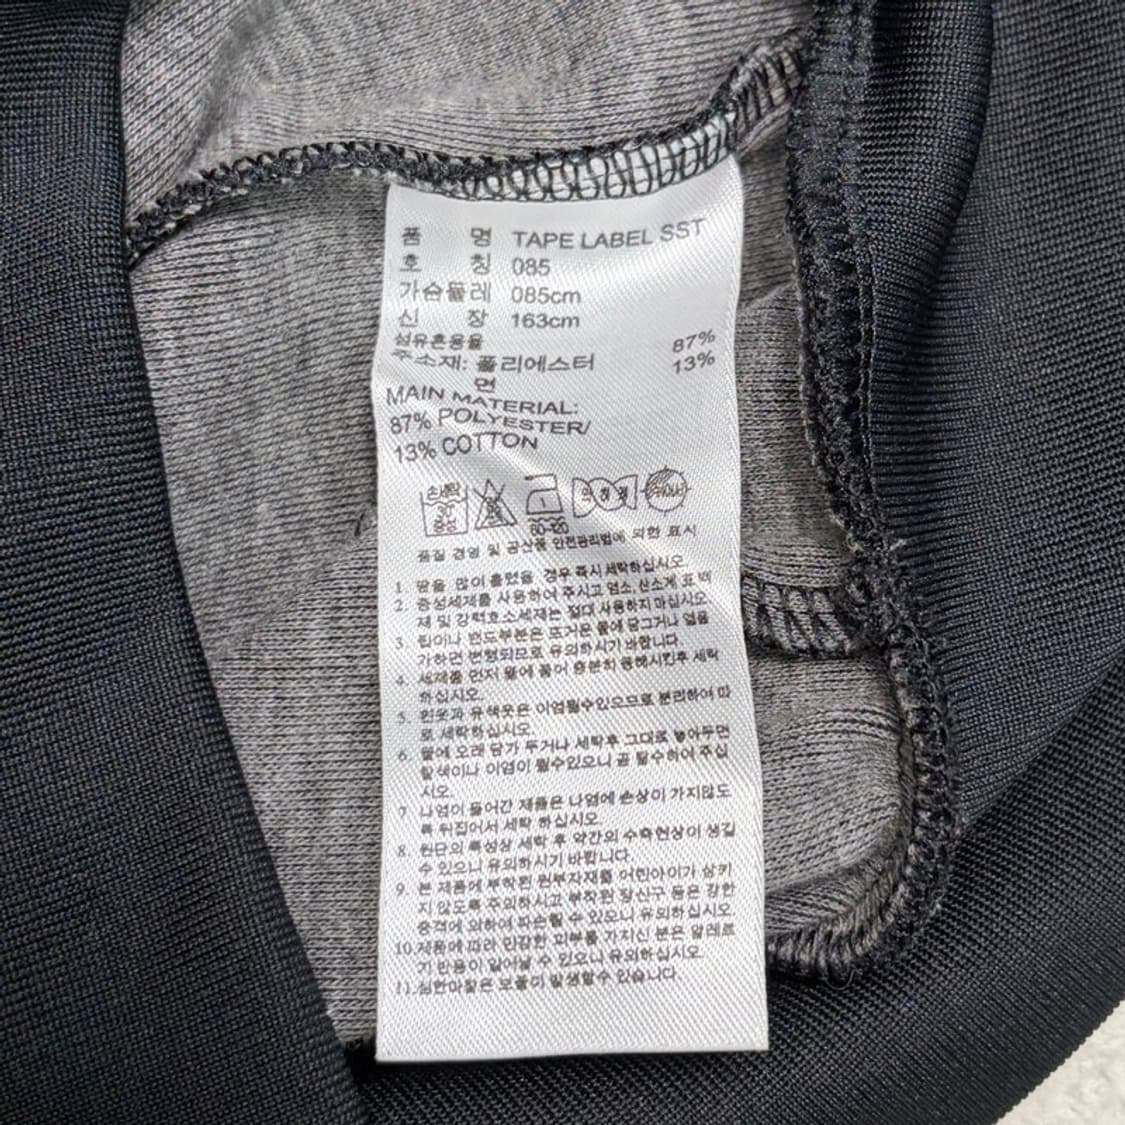 품 명 TAPE LABEL SST
호 칭 085
가슴둘레 085cm
신 장 163cm
섬유혼용율
주소재: 폴리에스터 87%
면 13%
MAIN MATERIAL:
87% POLYESTER/
13% COTTON
손세탁
30
중성
80-120
품질 경영 및 공산품 안전관리법에 의한 표시
1. 땀을 많이 흘렸을 경우 즉시 세탁하십시오
2. 중성세제를 사용하여 주시고 염소, 산소계 표백
제 및 강력효소세제는 절대 사용하지 마십시오
3. 립이나 밴드부분은 뜨거운 물에 담그거나 열을
가하면 변형되므로 유의하시기 바랍니다
4. 세제를 먼저 물에 풀어 충분히 용해시킨후 세탁
하십시오.
5. 흰옷과 유색옷은 이염될수있으므로 분리하여 따
로 세탁하십시오
6. 물에 오래 담가 두거나 세탁후 그대로 놓아두면
탈색이나 이염이 될수있으니 곧 탈수하여 주십
시오.
7. 나염이 들어간 제품은 나염에 손상이 가지않도
록 뒤집어서 세탁 하십시오
8. 원단의 특성상 세탁 후 약간의 수축현상이 생길
수 있으니 유의하시기 바랍니다
9. 본 제품에 부착된 원부자재를 어린아이가 삼키
지 않도록 주의하시고 부착된 장신구 등은 강한
충격에 의하여 파손될 수 있으니 유의하십시오
10. 제품에 따라 민감한 피부를 가지신 분은 알레르
기 반응이 일어날 수 있으니 유의하십시오.
11. 심한마찰은 보풀이 발생할수 있습니다.